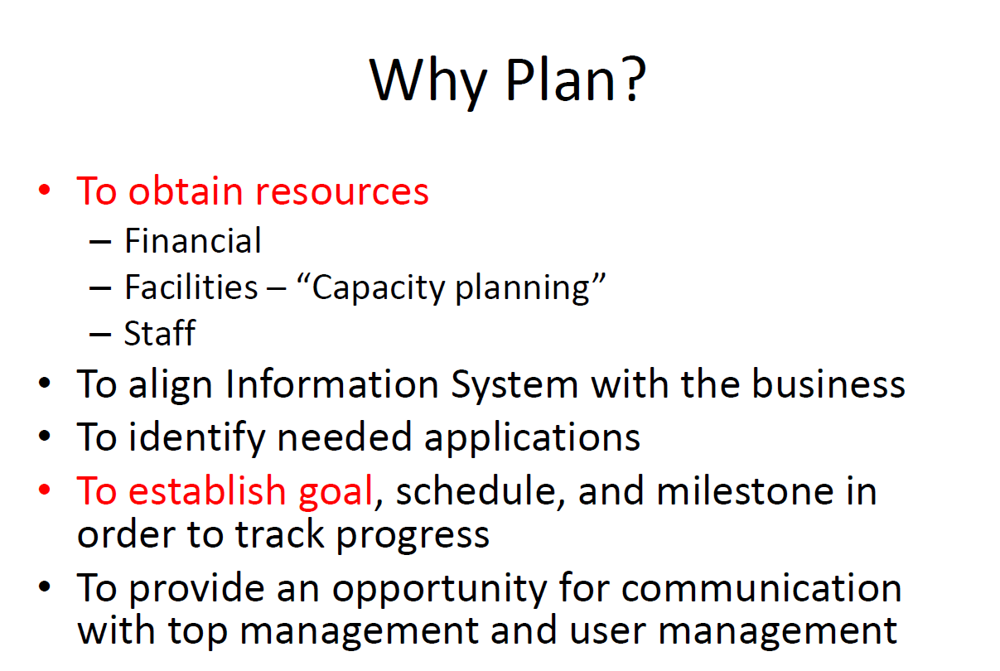 Why Plan?
• To obtain resources
– Financial
– Facilities – “Capacity planning”
– Staff
• To align Information System with the business
• To identify needed applications
• To establish goal, schedule, and milestone in
order to track progress
• To provide an opportunity for communication
with top management and user management